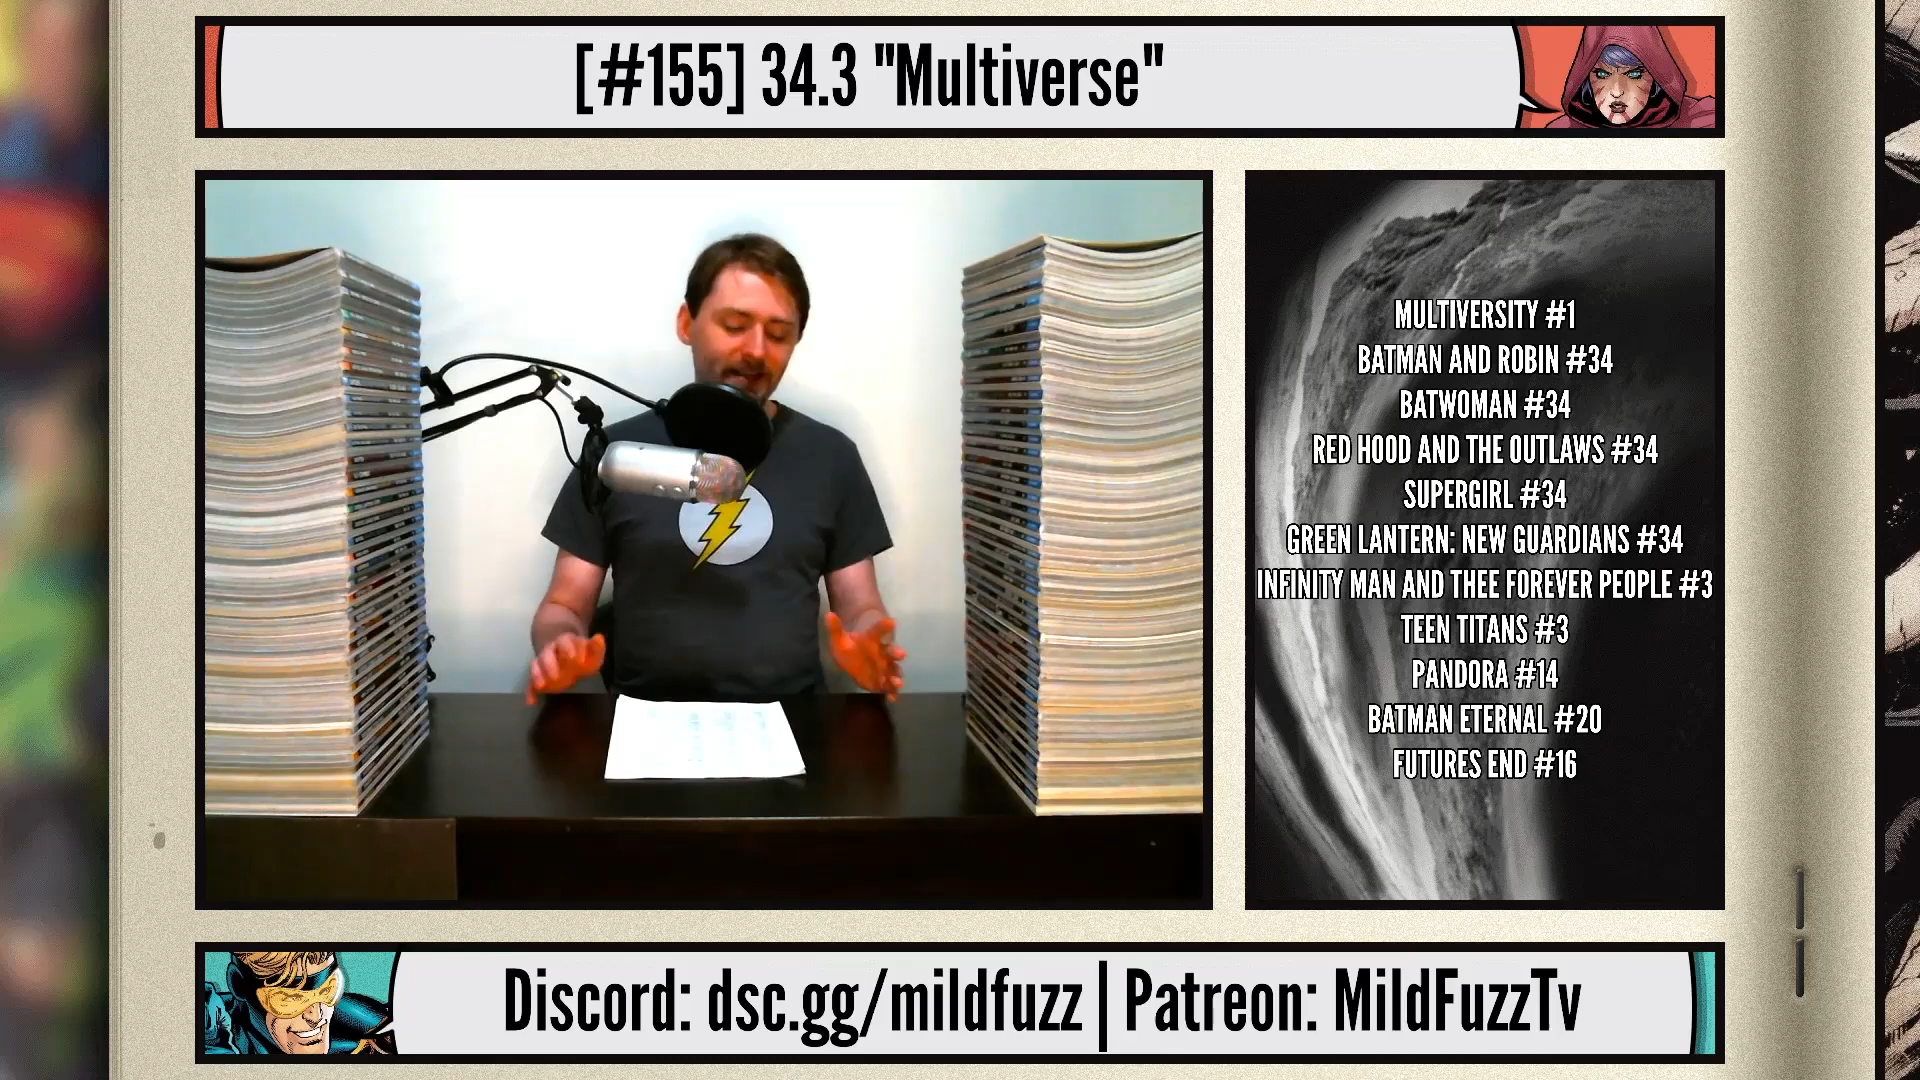 [#155] 34.3 "Multiverse"
MULTIVERSITY #1
BATMAN AND ROBIN #34
BATWOMAN #34
RED HOOD AND THE OUTLAWS #34
SUPERGIRL #34
GREEN LANTERN: NEW GUARDIANS #34
INFINITY MAN AND THEE FOREVER PEOPLE #3
TEEN TITANS #3
PANDORA #14
BATMAN ETERNAL #20
FUTURES END #16
Discord: dsc.gg/mildfuzz | Patreon: MildFuzzTv